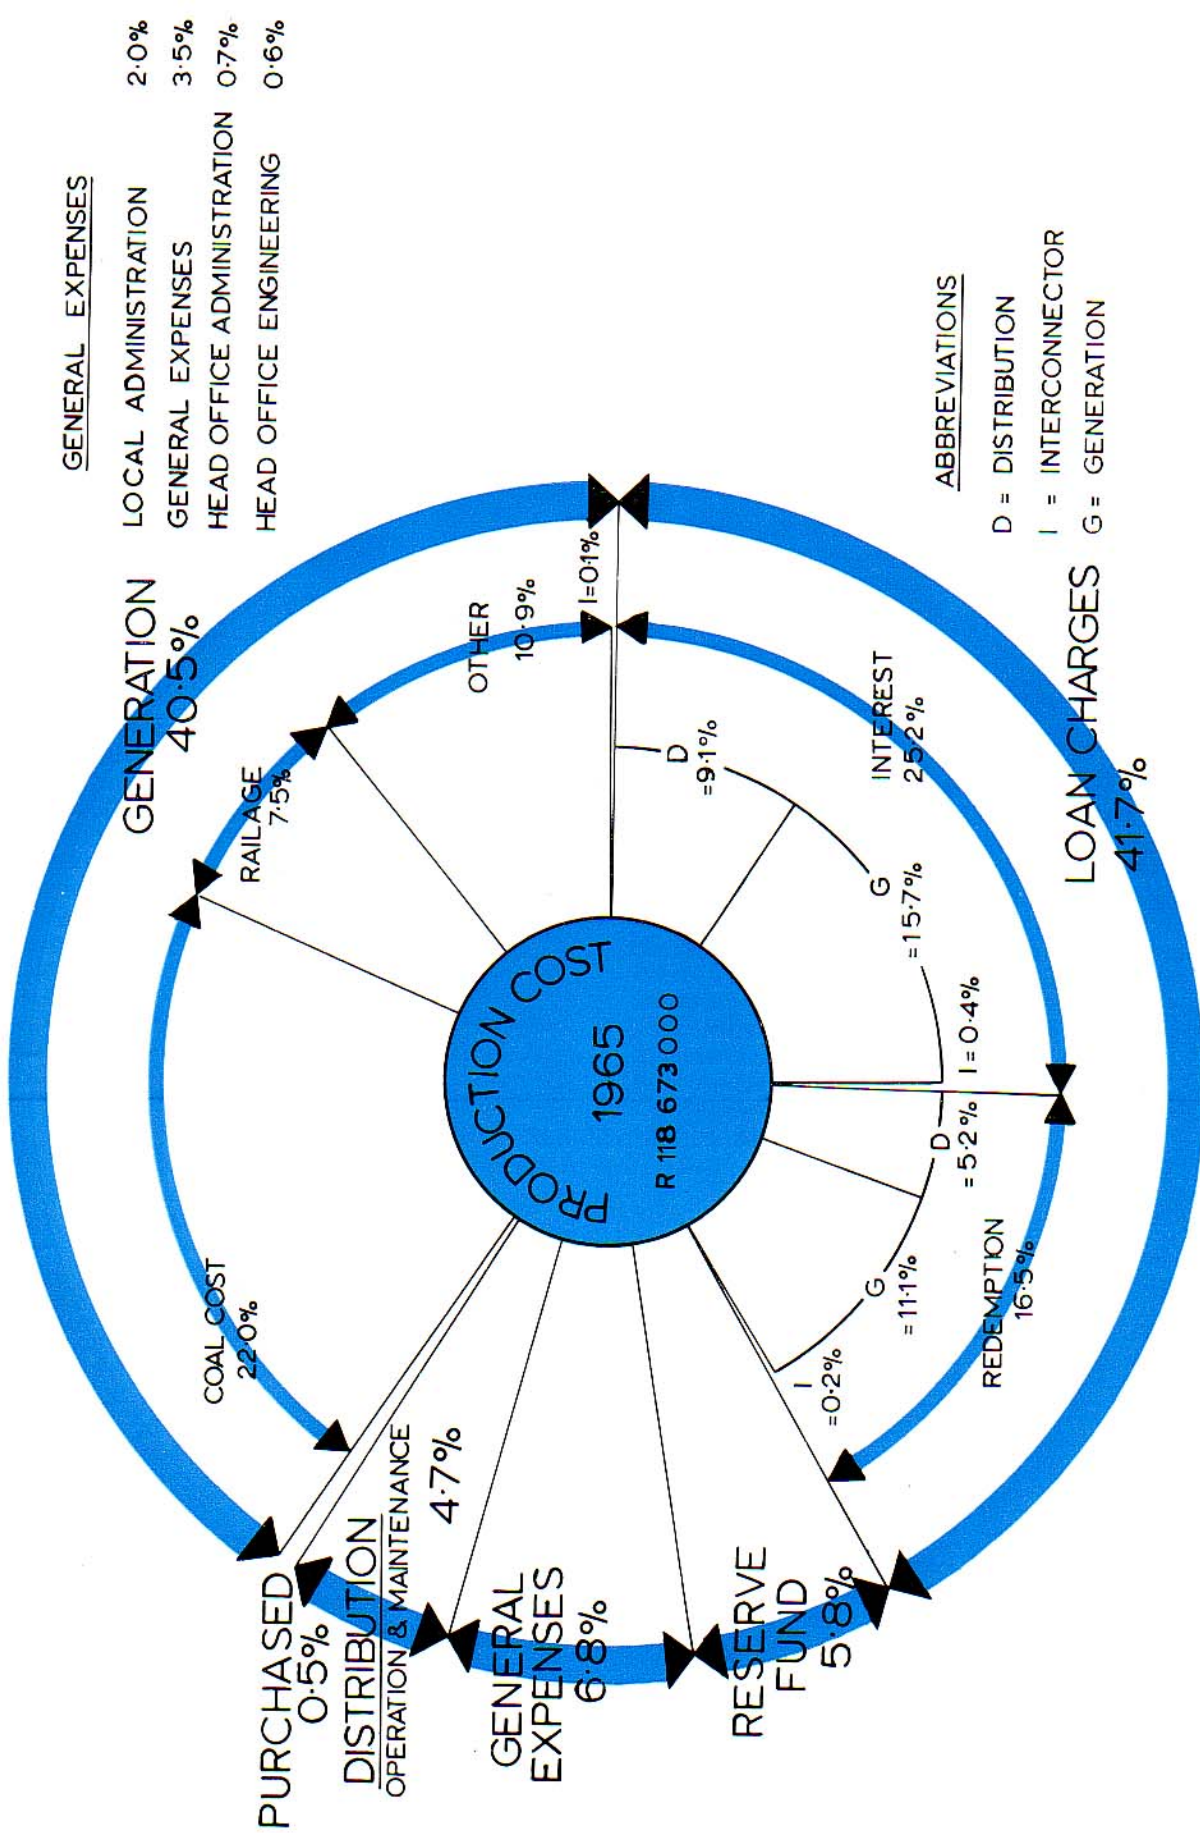 GENERAL EXPENSES
LOCAL ADMINISTRATION 2·0%
GENERAL EXPENSES 3·5%
HEAD OFFICE ADMINISTRATION 0·7%
HEAD OFFICE ENGINEERING 0·6%
GENERATION
40·5%
RAILAGE
7·5%
OTHER
10·9%
I=0·1%
COAL COST
22·0%
PURCHASED
0·5%
DISTRIBUTION
OPERATION & MAINTENANCE
4·7%
GENERAL
EXPENSES
6·8%
RESERVE
FUND
5·8%
PRODUCTION COST
1965
R 118 673 000
D
=9·1%
G
=15·7%
I=0·4%
INTEREST
25·2%
D
=5·2%
G
=11·1%
I
=0·2%
REDEMPTION
16·5%
LOAN CHARGES
41·7%
ABBREVIATIONS
D = DISTRIBUTION
I = INTERCONNECTOR
G = GENERATION